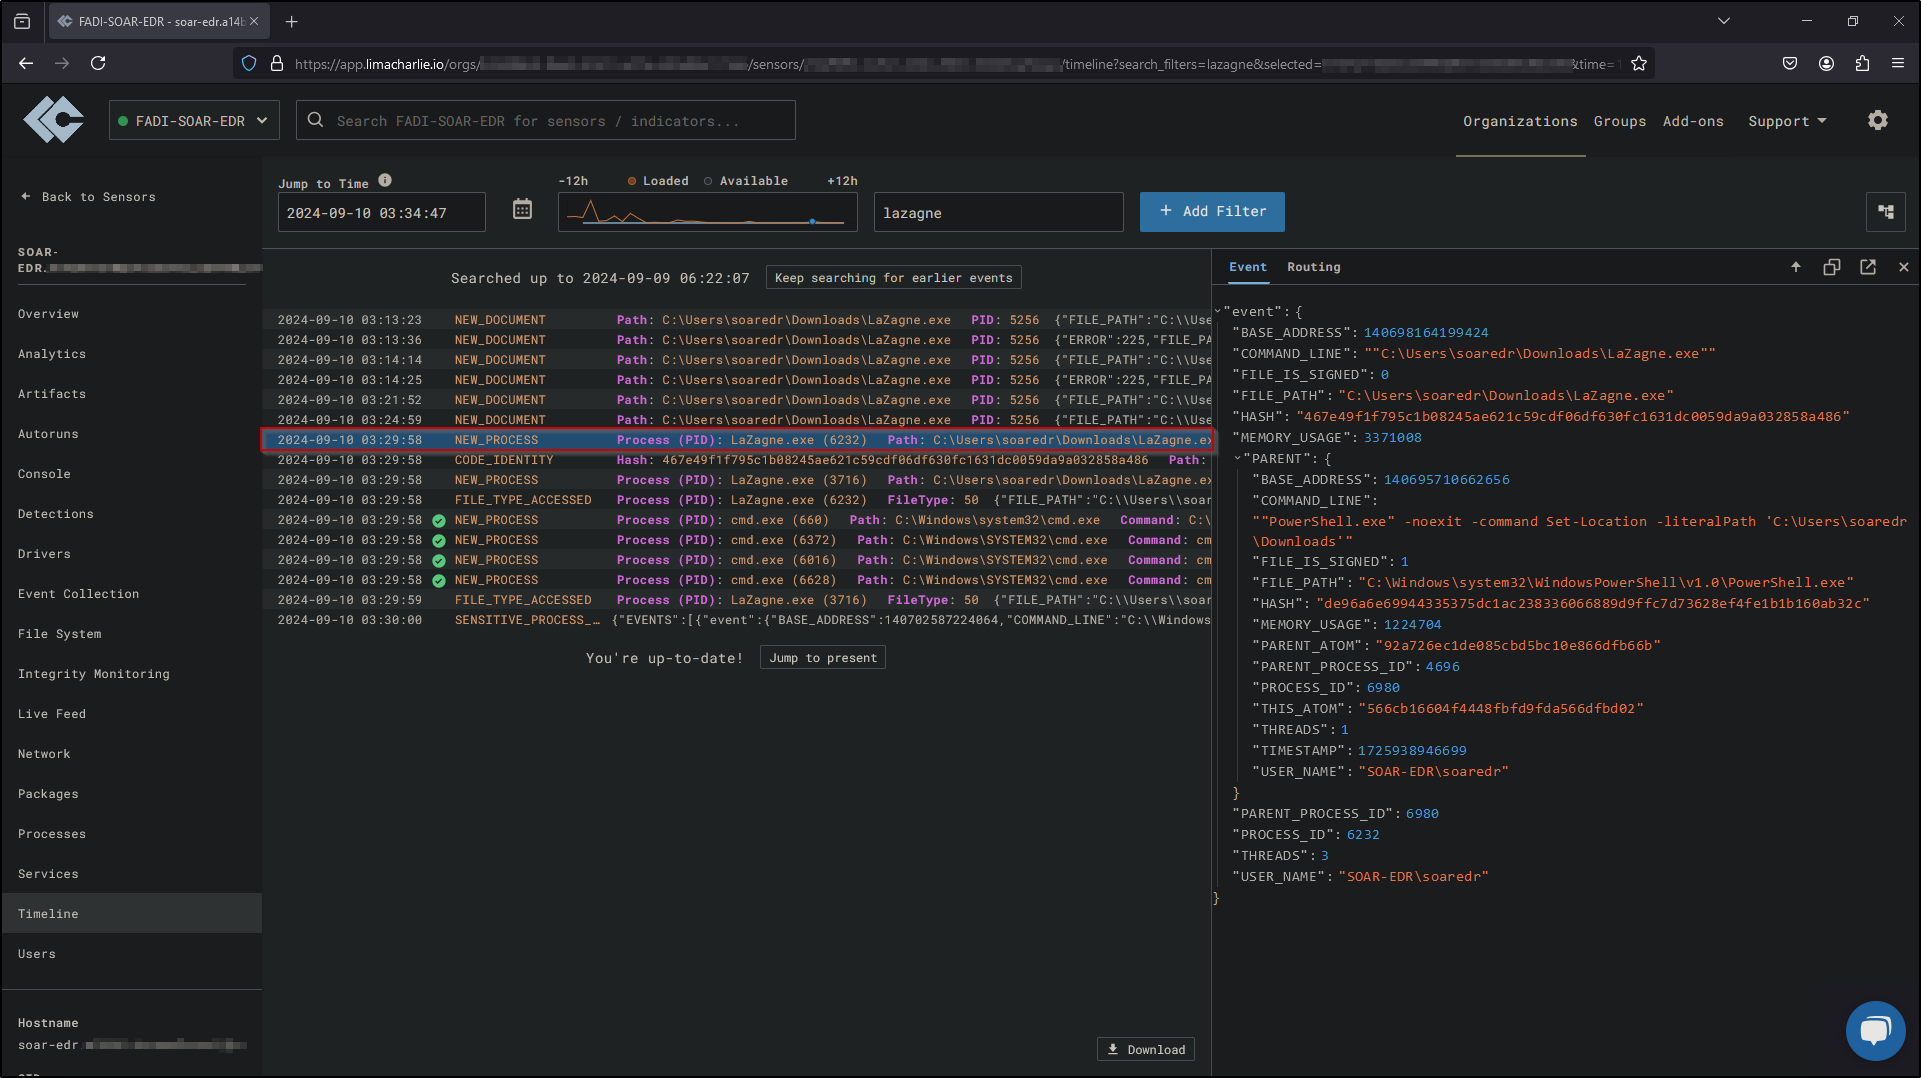 FADI-SOAR-EDR - soar-edr.a14b
https://app.limacharlie.io/orgs/ /sensors/ /timeline?search_filters=lazagne&selected= &time=
FADI-SOAR-EDR
Search FADI-SOAR-EDR for sensors / indicators...
Organizations
Groups
Add-ons
Support
Back to Sensors
SOAR-
EDR.
Overview
Analytics
Artifacts
Autoruns
Console
Detections
Drivers
Event Collection
File System
Integrity Monitoring
Live Feed
Network
Packages
Processes
Services
Timeline
Users
Hostname
soar-edr
Jump to Time
2024-09-10 03:34:47
-12h Loaded Available +12h
lazagne
+ Add Filter
Searched up to 2024-09-09 06:22:07 Keep searching for earlier events
2024-09-10 03:13:23 NEW_DOCUMENT Path: C:\Users\soaredr\Downloads\LaZagne.exe PID: 5256 {"FILE_PATH":"C:\\Use
2024-09-10 03:13:36 NEW_DOCUMENT Path: C:\Users\soaredr\Downloads\LaZagne.exe PID: 5256 {"ERROR":225,"FILE_PA
2024-09-10 03:14:14 NEW_DOCUMENT Path: C:\Users\soaredr\Downloads\LaZagne.exe PID: 5256 {"FILE_PATH":"C:\\Us
2024-09-10 03:14:25 NEW_DOCUMENT Path: C:\Users\soaredr\Downloads\LaZagne.exe PID: 5256 {"ERROR":225,"FILE_P
2024-09-10 03:21:52 NEW_DOCUMENT Path: C:\Users\soaredr\Downloads\LaZagne.exe PID: 5256 {"FILE_PATH":"C:\\Us
2024-09-10 03:24:59 NEW_DOCUMENT Path: C:\Users\soaredr\Downloads\LaZagne.exe PID: 5256 {"FILE_PATH":"C:\\Us
2024-09-10 03:29:58 NEW_PROCESS Process (PID): LaZagne.exe (6232) Path: C:\Users\soaredr\Downloads\LaZagne.ex
2024-09-10 03:29:58 CODE_IDENTITY Hash: 467e49f1f795c1b08245ae621c59cdf06df630fc1631dc0059da9a032858a486 Path:
2024-09-10 03:29:58 NEW_PROCESS Process (PID): LaZagne.exe (3716) Path: C:\Users\soaredr\Downloads\LaZagne.ex
2024-09-10 03:29:58 FILE_TYPE_ACCESSED Process (PID): LaZagne.exe (6232) FileType: 50 {"FILE_PATH":"C:\\Users\\soar
2024-09-10 03:29:58 NEW_PROCESS Process (PID): cmd.exe (660) Path: C:\Windows\system32\cmd.exe Command: C:\
2024-09-10 03:29:58 NEW_PROCESS Process (PID): cmd.exe (6372) Path: C:\Windows\SYSTEM32\cmd.exe Command: cm
2024-09-10 03:29:58 NEW_PROCESS Process (PID): cmd.exe (6016) Path: C:\Windows\SYSTEM32\cmd.exe Command: cm
2024-09-10 03:29:58 NEW_PROCESS Process (PID): cmd.exe (6628) Path: C:\Windows\SYSTEM32\cmd.exe Command: cm
2024-09-10 03:29:59 FILE_TYPE_ACCESSED Process (PID): LaZagne.exe (3716) FileType: 50 {"FILE_PATH":"C:\\Users\\soar
2024-09-10 03:30:00 SENSITIVE_PROCESS_… {"EVENTS":[{"event":{"BASE_ADDRESS":140702587224064,"COMMAND_LINE":"C:\\Windows
You're up-to-date! Jump to present
Download
Event Routing
"event": {
"BASE_ADDRESS": 140698164199424
"COMMAND_LINE": ""C:\Users\soaredr\Downloads\LaZagne.exe""
"FILE_IS_SIGNED": 0
"FILE_PATH": "C:\Users\soaredr\Downloads\LaZagne.exe"
"HASH": "467e49f1f795c1b08245ae621c59cdf06df630fc1631dc0059da9a032858a486"
"MEMORY_USAGE": 3371008
"PARENT": {
"BASE_ADDRESS": 140695710662656
"COMMAND_LINE":
""PowerShell.exe" -noexit -command Set-Location -literalPath 'C:\Users\soaredr
\Downloads'"
"FILE_IS_SIGNED": 1
"FILE_PATH": "C:\Windows\system32\WindowsPowerShell\v1.0\PowerShell.exe"
"HASH": "de96a6e69944335375dc1ac238336066889d9ffc7d73628ef4fe1b1b160ab32c"
"MEMORY_USAGE": 1224704
"PARENT_ATOM": "92a726ec1de085cbd5bc10e866dfb66b"
"PARENT_PROCESS_ID": 4696
"PROCESS_ID": 6980
"THIS_ATOM": "566cb16604f4448fbfd9fda566dfbd02"
"THREADS": 1
"TIMESTAMP": 1725938946699
"USER_NAME": "SOAR-EDR\soaredr"
}
"PARENT_PROCESS_ID": 6980
"PROCESS_ID": 6232
"THREADS": 3
"USER_NAME": "SOAR-EDR\soaredr"
}